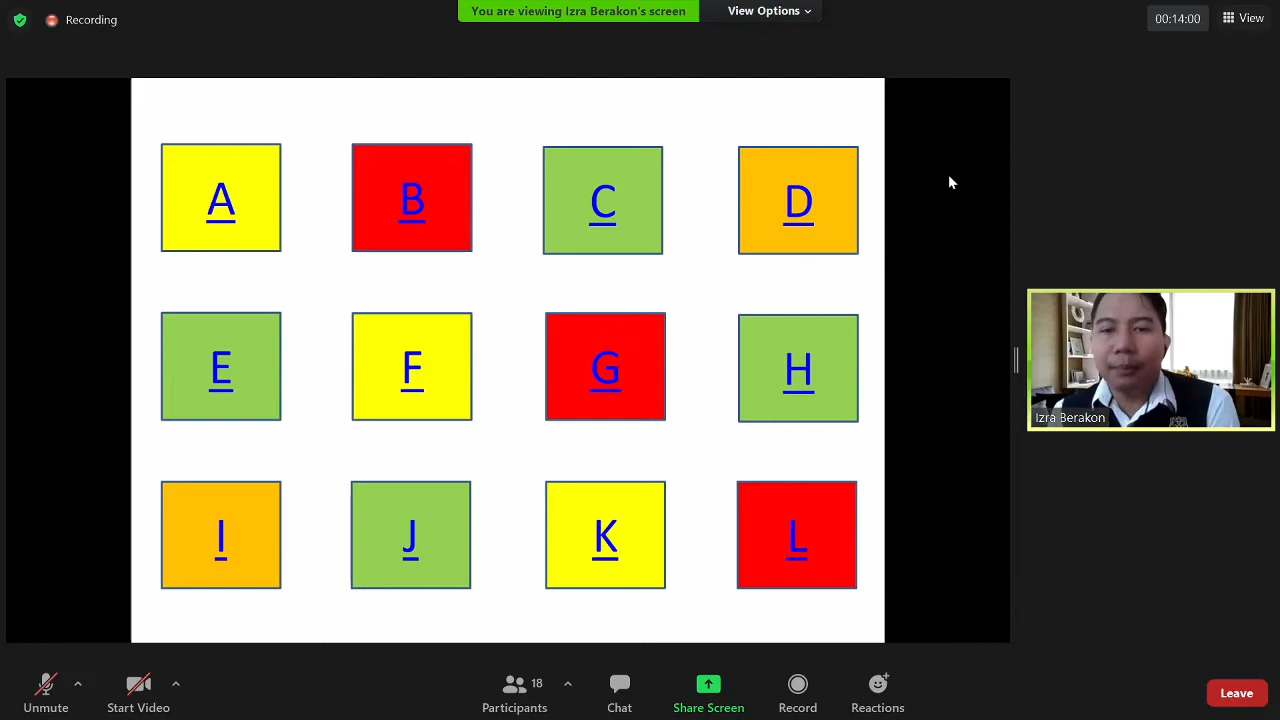 Recording
You are viewing Izra Berakon's screen
View Options
00:14:00
View
A B C D
E F G H
I J K L
Izra Berakon
Unmute
Start Video
18
Participants
Chat
Share Screen
Record
Reactions
Leave